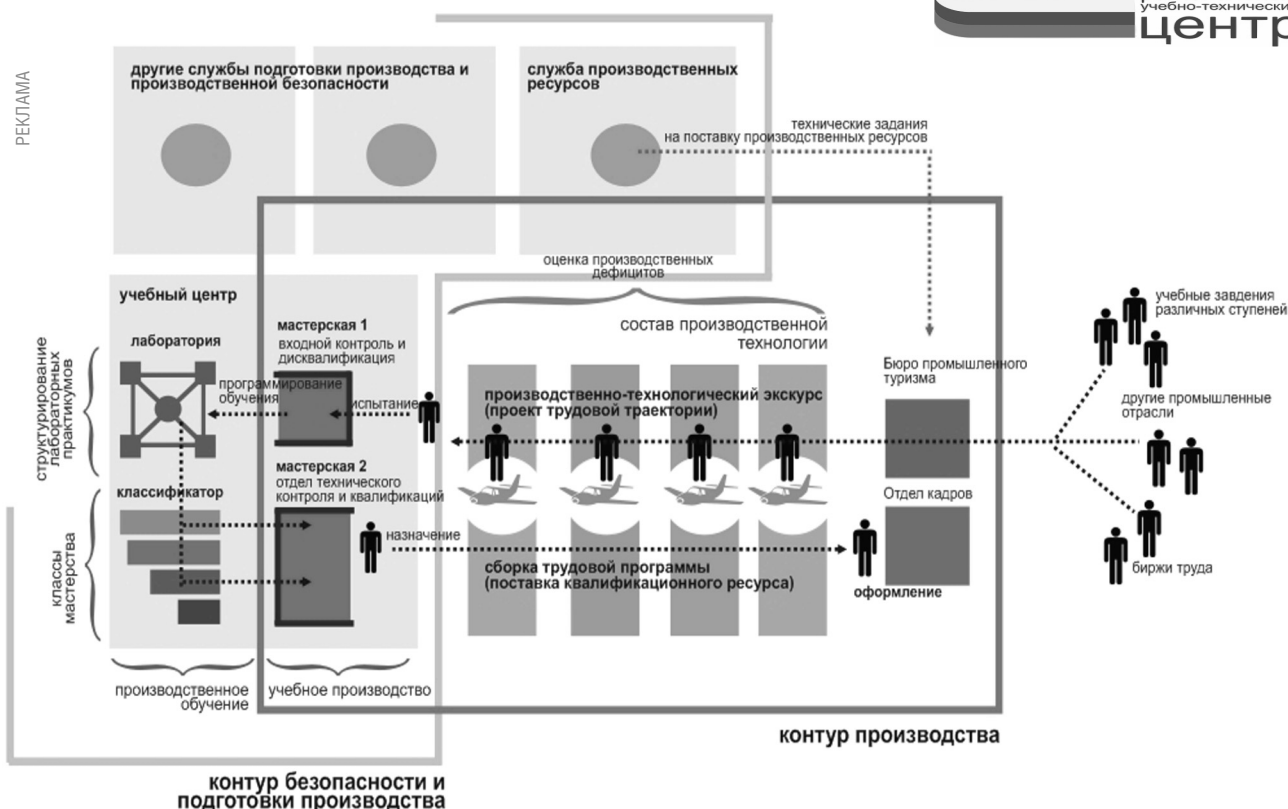 учебно-технически
центр
РЕКЛАМА
другие службы подготовки производства и
производственной безопасности
служба производственных
ресурсов
технические задания
на поставку производственных ресурсов
оценка производственных
дефицитов
учебный центр
состав производственной
технологии
учебные завдения
различных ступеней
лаборатория
мастерская 1
входной контроль и
дисквалификация
Бюро промышленного
туризма
структурирование
лабораторных
практикумов
программирование
обучения
испытание
производственно-технологический экскурс
(проект трудовой траектории)
другие промышленные
отрасли
мастерская 2
отдел технического
контроля и квалификаций
классификатор
Отдел кадров
классы
мастерства
назначение
сборка трудовой программы
(поставка квалификационного ресурса)
оформление
биржи труда
производственное
обучение
учебное производство
контур производства
контур безопасности и
подготовки производства